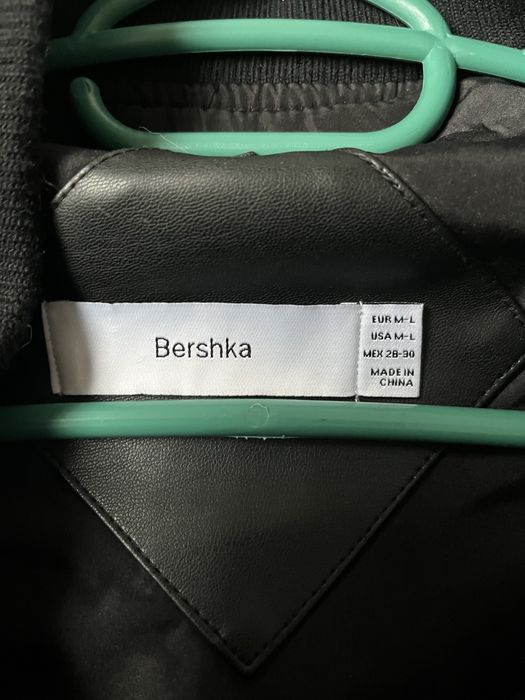 Bershka
EUR M-L
USA M-L
MEX 28-30
MADE IN
CHINA